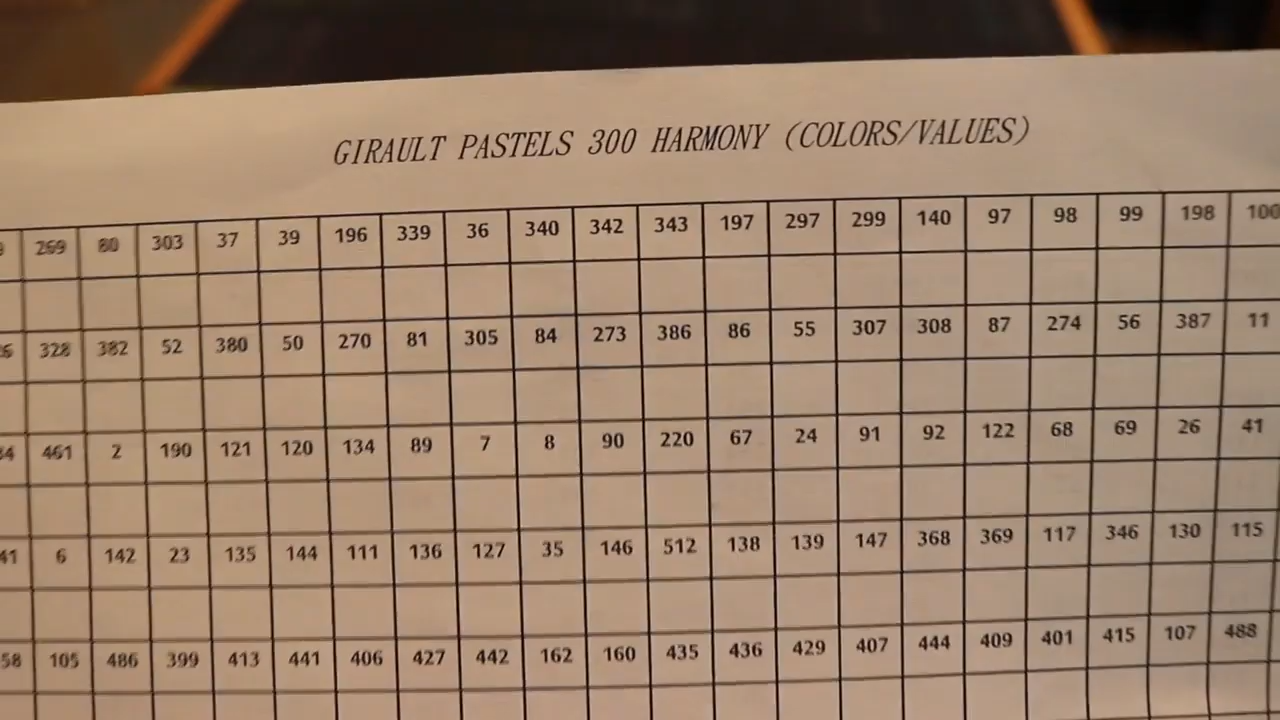 GIRAULT PASTELS 300 HARMONY (COLORS/VALUES)
269 80 303 37 39 196 339 36 340 342 343 197 297 299 140 97 98 99 198 100
328 382 52 380 50 270 81 305 84 273 386 86 55 307 308 87 274 56 387 11
461 2 190 121 120 134 89 7 8 90 220 67 24 91 92 122 68 69 26 41
41 6 142 23 135 144 111 136 127 35 146 512 138 139 147 368 369 117 346 130 115
58 105 486 399 413 441 406 427 442 162 160 435 436 429 407 444 409 401 415 107 488